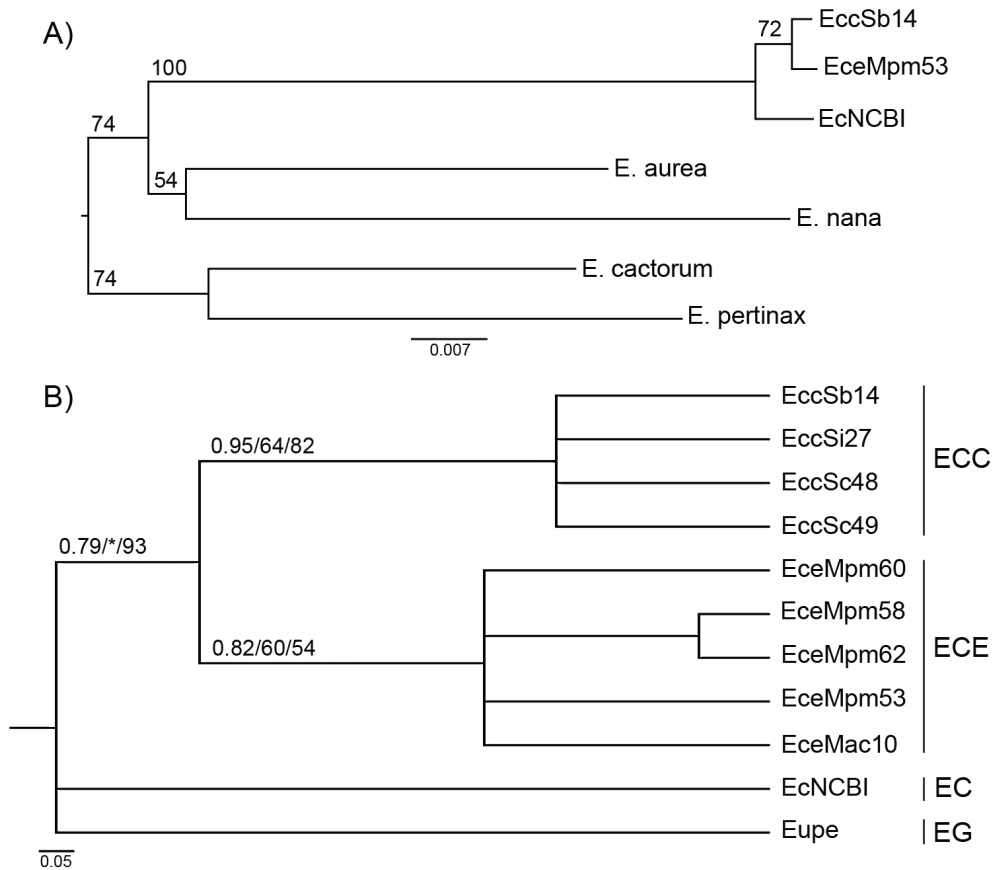 A)
EccSb14
72
EceMpm53
100
EcNCBI
74
E. aurea
54
E. nana
E. cactorum
74
E. pertinax
0.007
B)
EccSb14
0.95/64/82
EccSi27
ECC
EccSc48
EccSc49
0.79/*/93
EceMpm60
EceMpm58
0.82/60/54
EceMpm62
ECE
EceMpm53
EceMac10
EcNCBI
EC
Eupe
EG
0.05